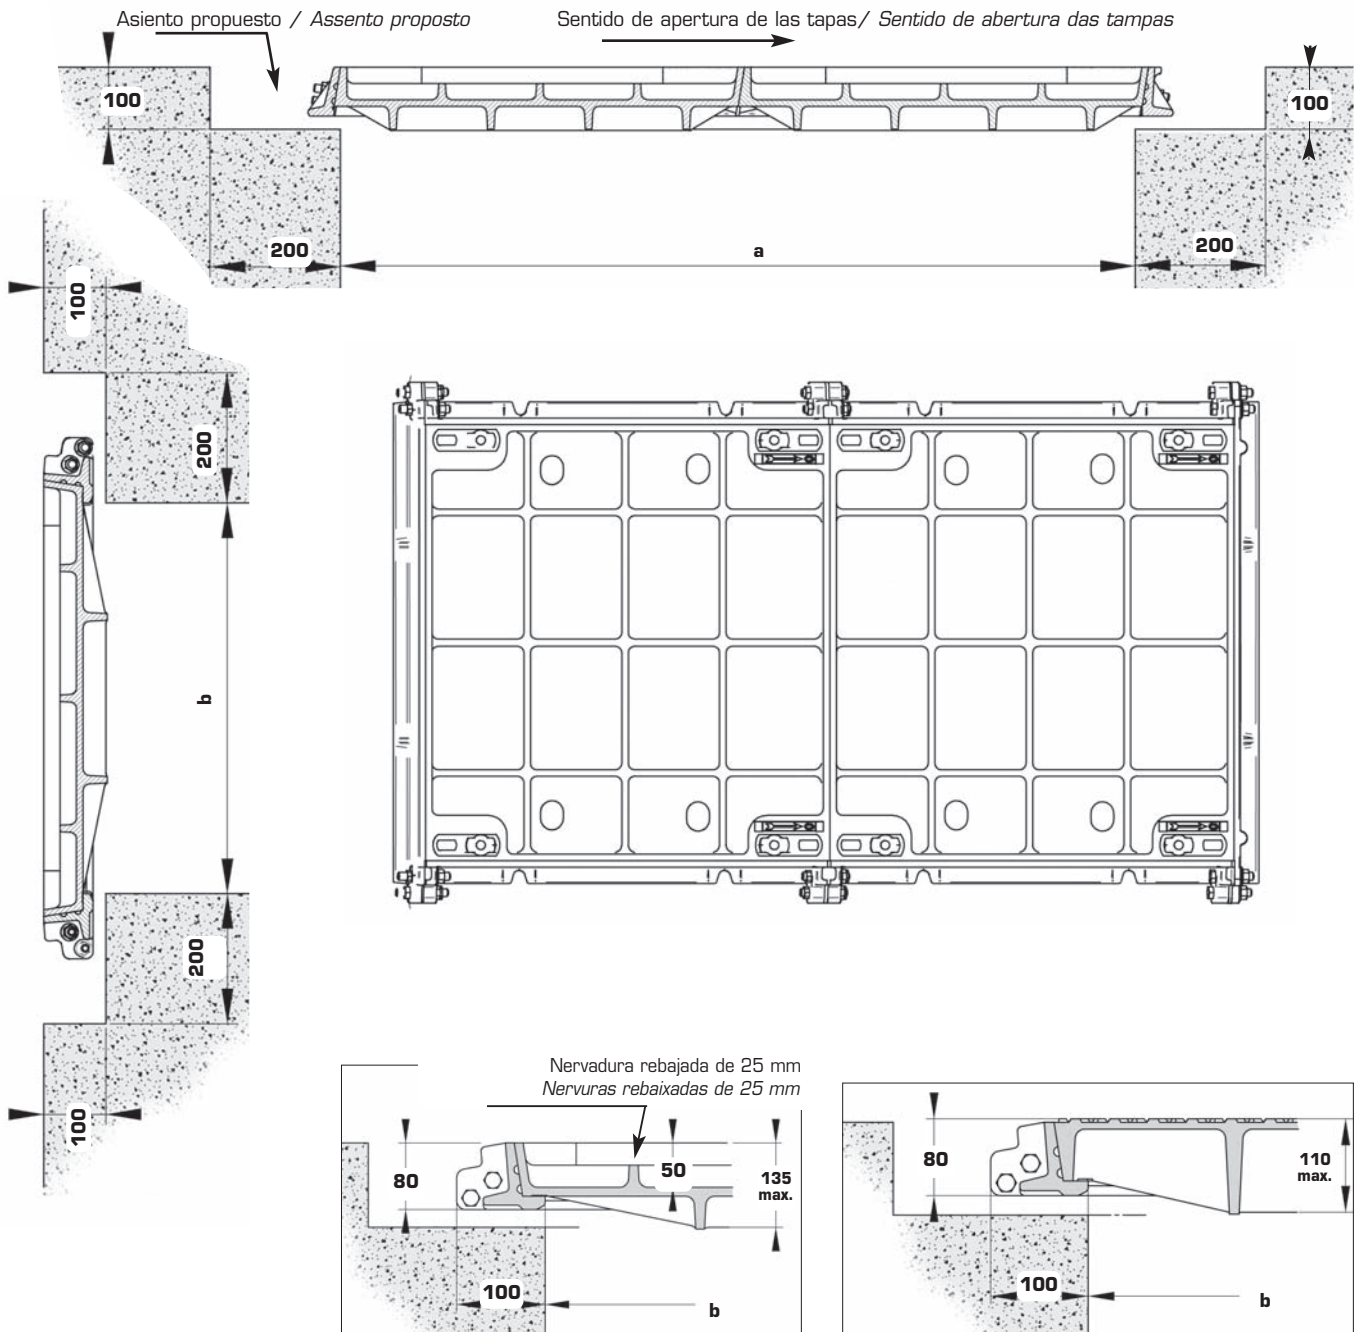 Asiento propuesto / Assento proposto
Sentido de apertura de las tapas/ Sentido de abertura das tampas
100
100
200
a
200
100
200
b
200
100
Nervadura rebajada de 25 mm
Nervuras rebaixadas de 25 mm
80
50
135
max.
100
b
80
110
max.
100
b